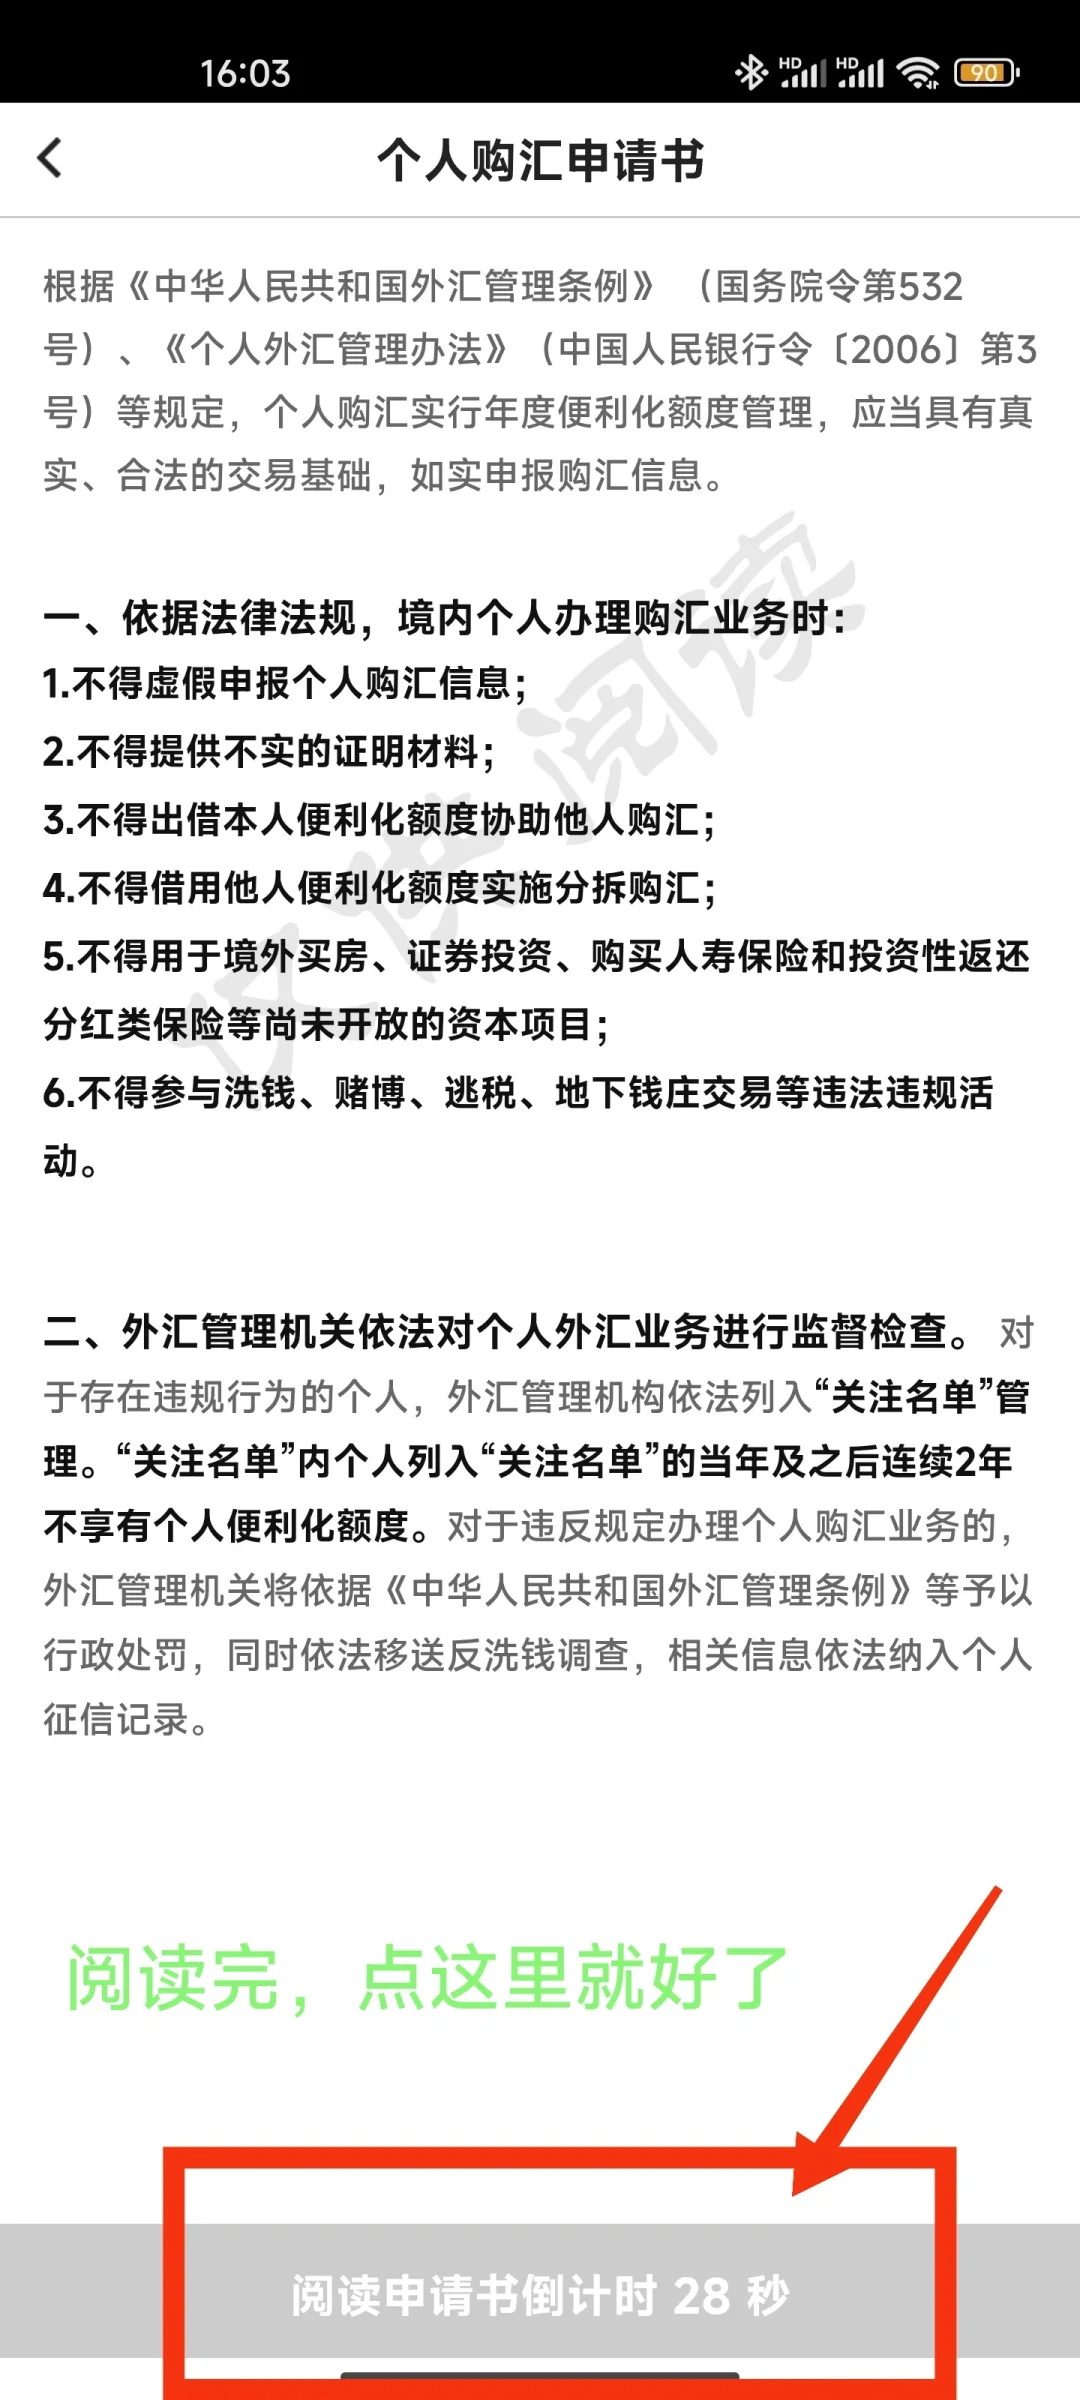 16:03
HD HD 90
个人购汇申请书
根据《中华人民共和国外汇管理条例》（国务院令第532
号）、《个人外汇管理办法》（中国人民银行令〔2006〕第3
号）等规定，个人购汇实行年度便利化额度管理，应当具有真
实、合法的交易基础，如实申报购汇信息。
一、依据法律法规，境内个人办理购汇业务时：
1.不得虚假申报个人购汇信息；
2.不得提供不实的证明材料；
3.不得出借本人便利化额度协助他人购汇；
4.不得借用他人便利化额度实施分拆购汇；
5.不得用于境外买房、证券投资、购买人寿保险和投资性返还
分红类保险等尚未开放的资本项目；
6.不得参与洗钱、赌博、逃税、地下钱庄交易等违法违规活
动。
仅供阅读
二、外汇管理机关依法对个人外汇业务进行监督检查。 对
于存在违规行为的个人，外汇管理机构依法列入“关注名单”管
理。“关注名单”内个人列入“关注名单”的当年及之后连续2年
不享有个人便利化额度。对于违反规定办理个人购汇业务的，
外汇管理机关将依据《中华人民共和国外汇管理条例》等予以
行政处罚，同时依法移送反洗钱调查，相关信息依法纳入个人
征信记录。
阅读完，点这里就好了
阅读申请书倒计时 28 秒